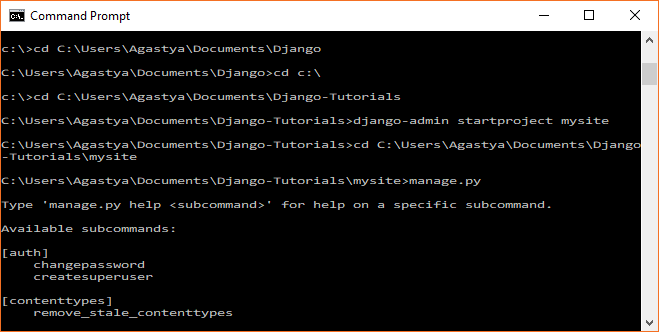 Command Prompt
c:\>cd C:\Users\Agastya\Documents\Django
C:\Users\Agastya\Documents\Django>cd c:\
c:\>cd C:\Users\Agastya\Documents\Django-Tutorials
C:\Users\Agastya\Documents\Django-Tutorials>django-admin startproject mysite
C:\Users\Agastya\Documents\Django-Tutorials>cd C:\Users\Agastya\Documents\Django
-Tutorials\mysite
C:\Users\Agastya\Documents\Django-Tutorials\mysite>manage.py
Type 'manage.py help <subcommand>' for help on a specific subcommand.
Available subcommands:
[auth]
    changepassword
    createsuperuser
[contenttypes]
    remove_stale_contenttypes